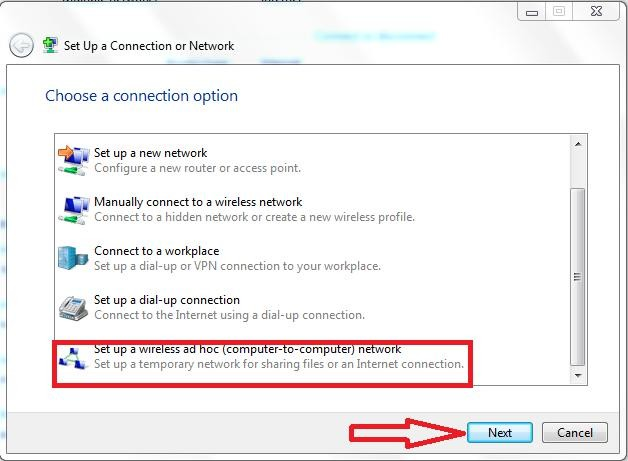 Set Up a Connection or Network
Choose a connection option
Set up a new network
Configure a new router or access point.
Manually connect to a wireless network
Connect to a hidden network or create a new wireless profile.
Connect to a workplace
Set up a dial-up or VPN connection to your workplace.
Set up a dial-up connection
Connect to the Internet using a dial-up connection.
Set up a wireless ad hoc (computer-to-computer) network
Set up a temporary network for sharing files or an Internet connection.
Next
Cancel